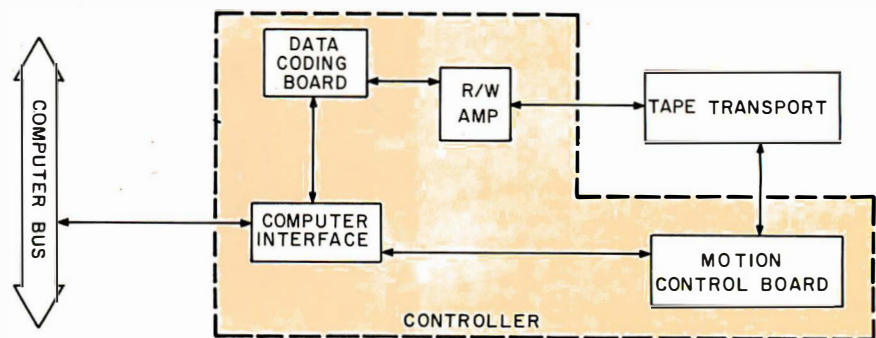 DATA
CODING
BOARD
R/W
AMP
TAPE TRANSPORT
COMPUTER BUS
COMPUTER
INTERFACE
MOTION
CONTROL BOARD
CONTROLLER